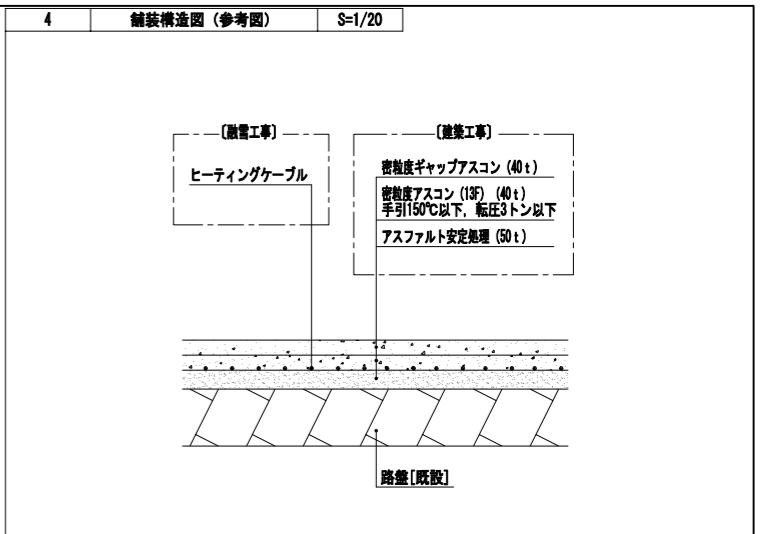 4 舗装構造図（参考図） S=1/20
〔融雪工事〕
ヒーティングケーブル
〔建築工事〕
密粒度ギャップアスコン（40ｔ）
密粒度アスコン（13F）（40ｔ）
手引150℃以下，転圧3トン以下
アスファルト安定処理（50ｔ）
路盤[既設]